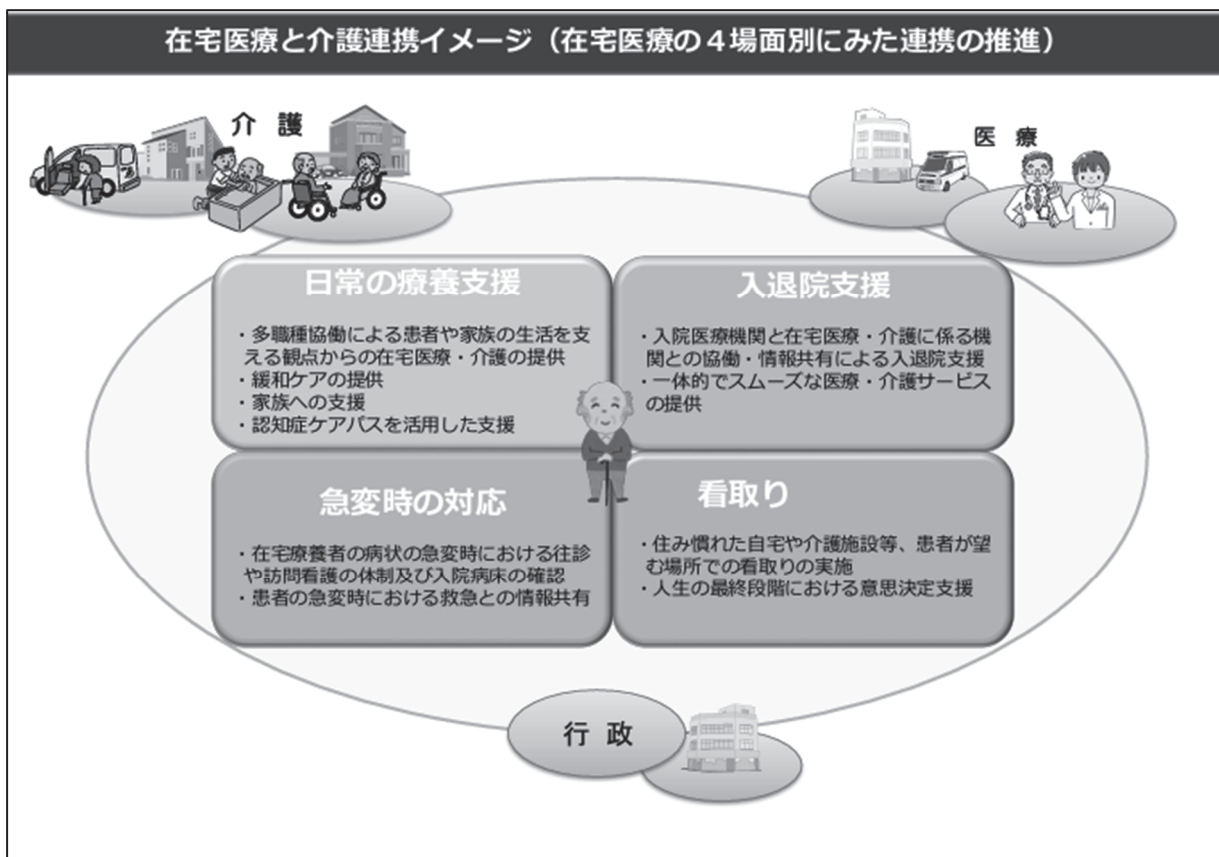 在宅医療と介護連携イメージ（在宅医療の４場面別にみた連携の推進）
介護
医療
日常の療養支援
・多職種協働による患者や家族の生活を支
える観点からの在宅医療・介護の提供
・緩和ケアの提供
・家族への支援
・認知症ケアパスを活用した支援
入退院支援
・入院医療機関と在宅医療・介護に係る機
関との協働・情報共有による入退院支援
・一体的でスムーズな医療・介護サービス
の提供
急変時の対応
・在宅療養者の病状の急変時における往診
や訪問看護の体制及び入院病床の確認
・患者の急変時における救急との情報共有
看取り
・住み慣れた自宅や介護施設等、患者が望
む場所での看取りの実施
・人生の最終段階における意思決定支援
行政